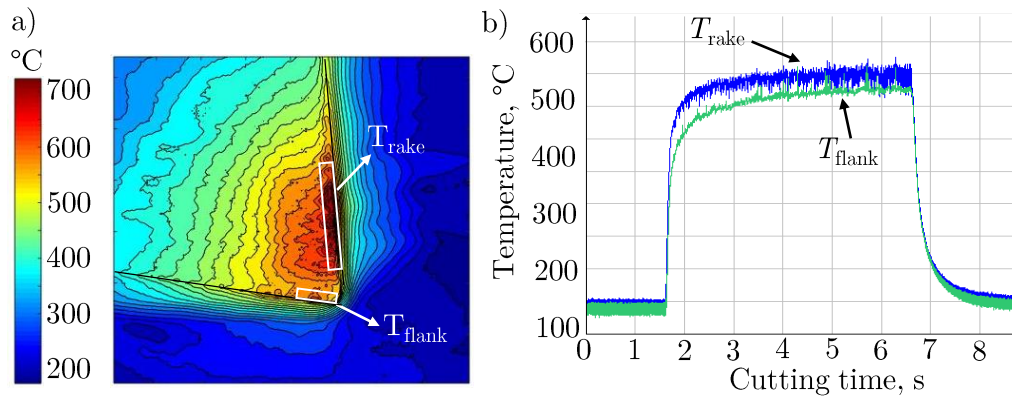 a)
°C
700
600
500
400
300
200
T_rake
T_flank
b)
Temperature, °C
600
500
400
300
200
100
T_rake
T_flank
0 1 2 3 4 5 6 7 8
Cutting time, s